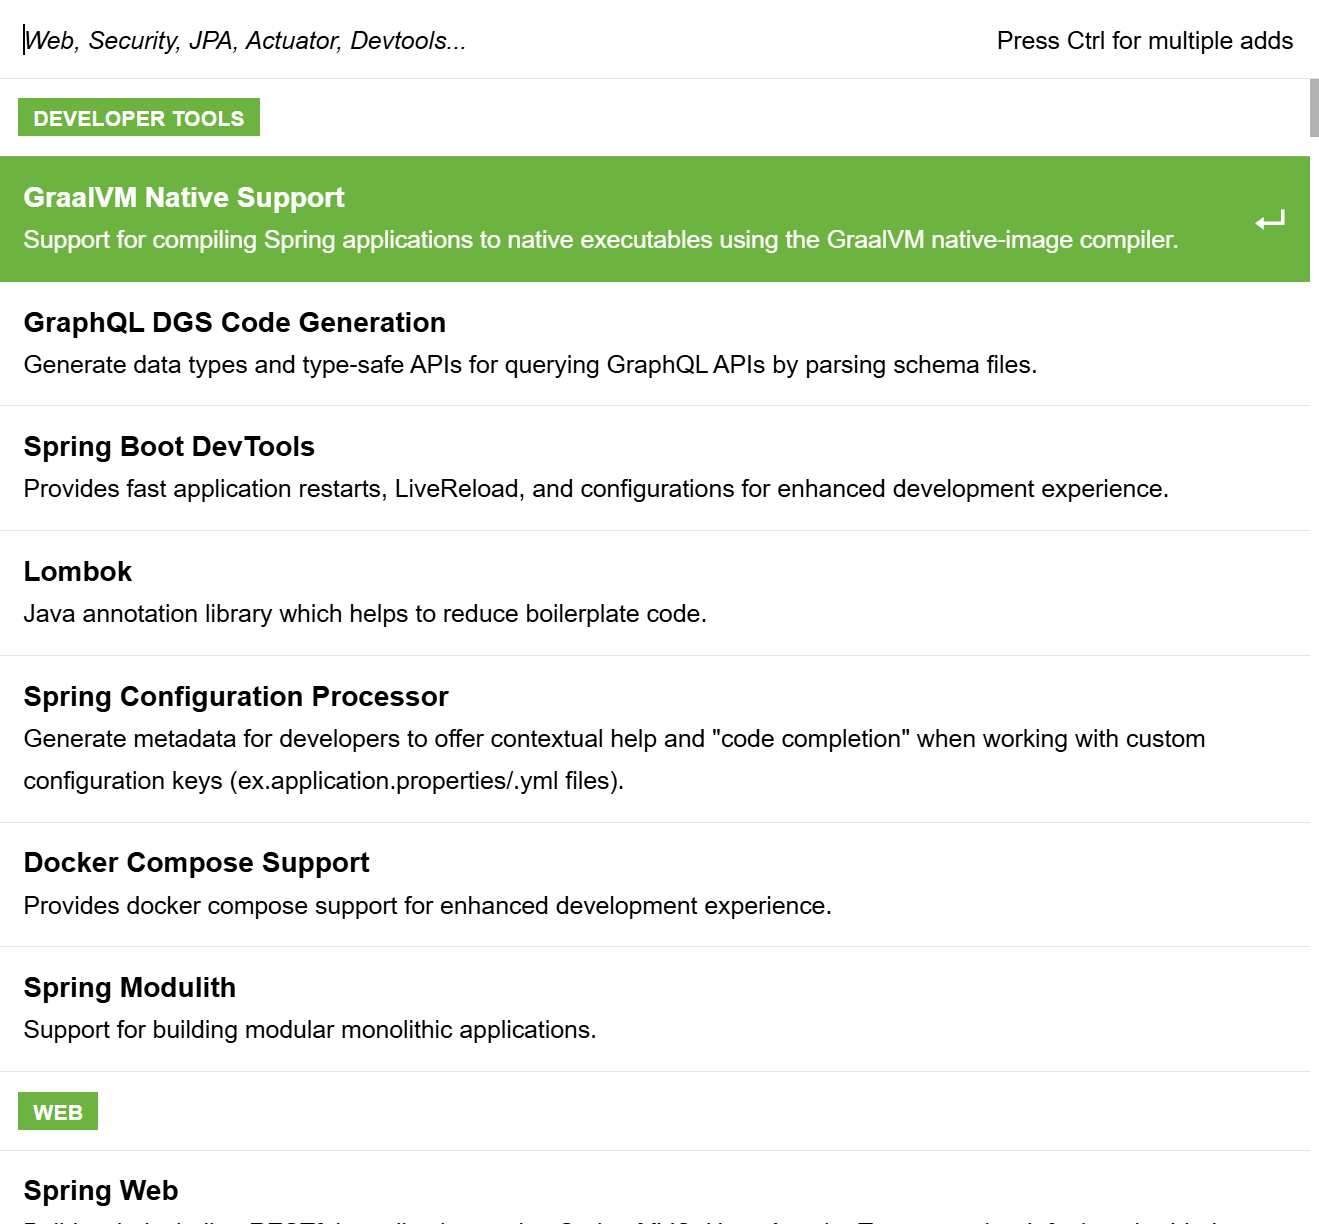 Web, Security, JPA, Actuator, Devtools...
Press Ctrl for multiple adds
DEVELOPER TOOLS
GraalVM Native Support
Support for compiling Spring applications to native executables using the GraalVM native-image compiler.
GraphQL DGS Code Generation
Generate data types and type-safe APIs for querying GraphQL APIs by parsing schema files.
Spring Boot DevTools
Provides fast application restarts, LiveReload, and configurations for enhanced development experience.
Lombok
Java annotation library which helps to reduce boilerplate code.
Spring Configuration Processor
Generate metadata for developers to offer contextual help and "code completion" when working with custom
configuration keys (ex.application.properties/.yml files).
Docker Compose Support
Provides docker compose support for enhanced development experience.
Spring Modulith
Support for building modular monolithic applications.
WEB
Spring Web